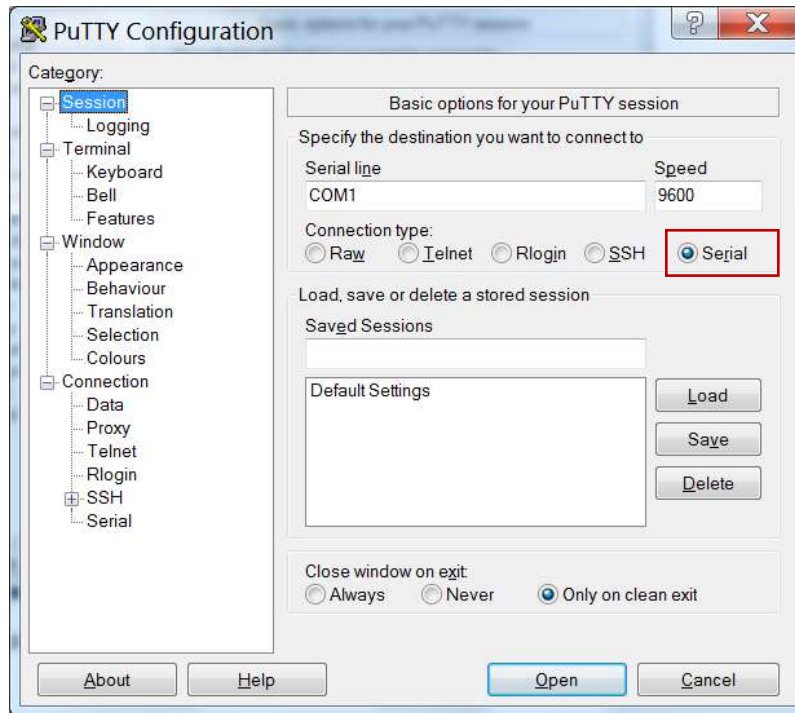 PuTTY Configuration
Category:
Session
Logging
Terminal
Keyboard
Bell
Features
Window
Appearance
Behaviour
Translation
Selection
Colours
Connection
Data
Proxy
Telnet
Rlogin
SSH
Serial
Basic options for your PuTTY session
Specify the destination you want to connect to
Serial line Speed
COM1 9600
Connection type:
Raw Telnet Rlogin SSH Serial
Load, save or delete a stored session
Saved Sessions
Default Settings
Load
Save
Delete
Close window on exit:
Always Never Only on clean exit
About Help Open Cancel